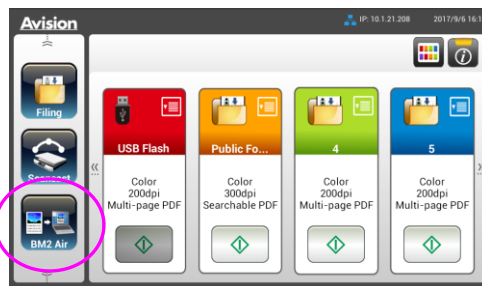 Avision
IP: 10.1.21.208 2017/9/6 16:1
Filing
Scancast
BM2 Air
USB Flash
Color
200dpi
Multi-page PDF
Public Fo...
Color
300dpi
Searchable PDF
4
Color
200dpi
Multi-page PDF
5
Color
200dpi
Multi-page PDF